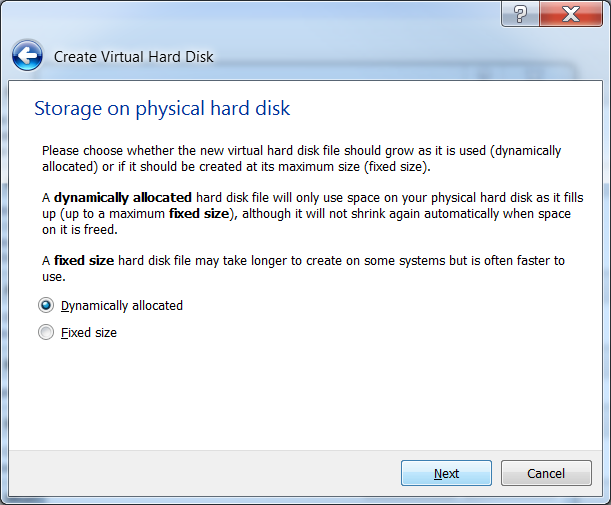 Create Virtual Hard Disk
Storage on physical hard disk
Please choose whether the new virtual hard disk file should grow as it is used (dynamically
allocated) or if it should be created at its maximum size (fixed size).
A dynamically allocated hard disk file will only use space on your physical hard disk as it fills
up (up to a maximum fixed size), although it will not shrink again automatically when space
on it is freed.
A fixed size hard disk file may take longer to create on some systems but is often faster to
use.
Dynamically allocated
Fixed size
Next
Cancel